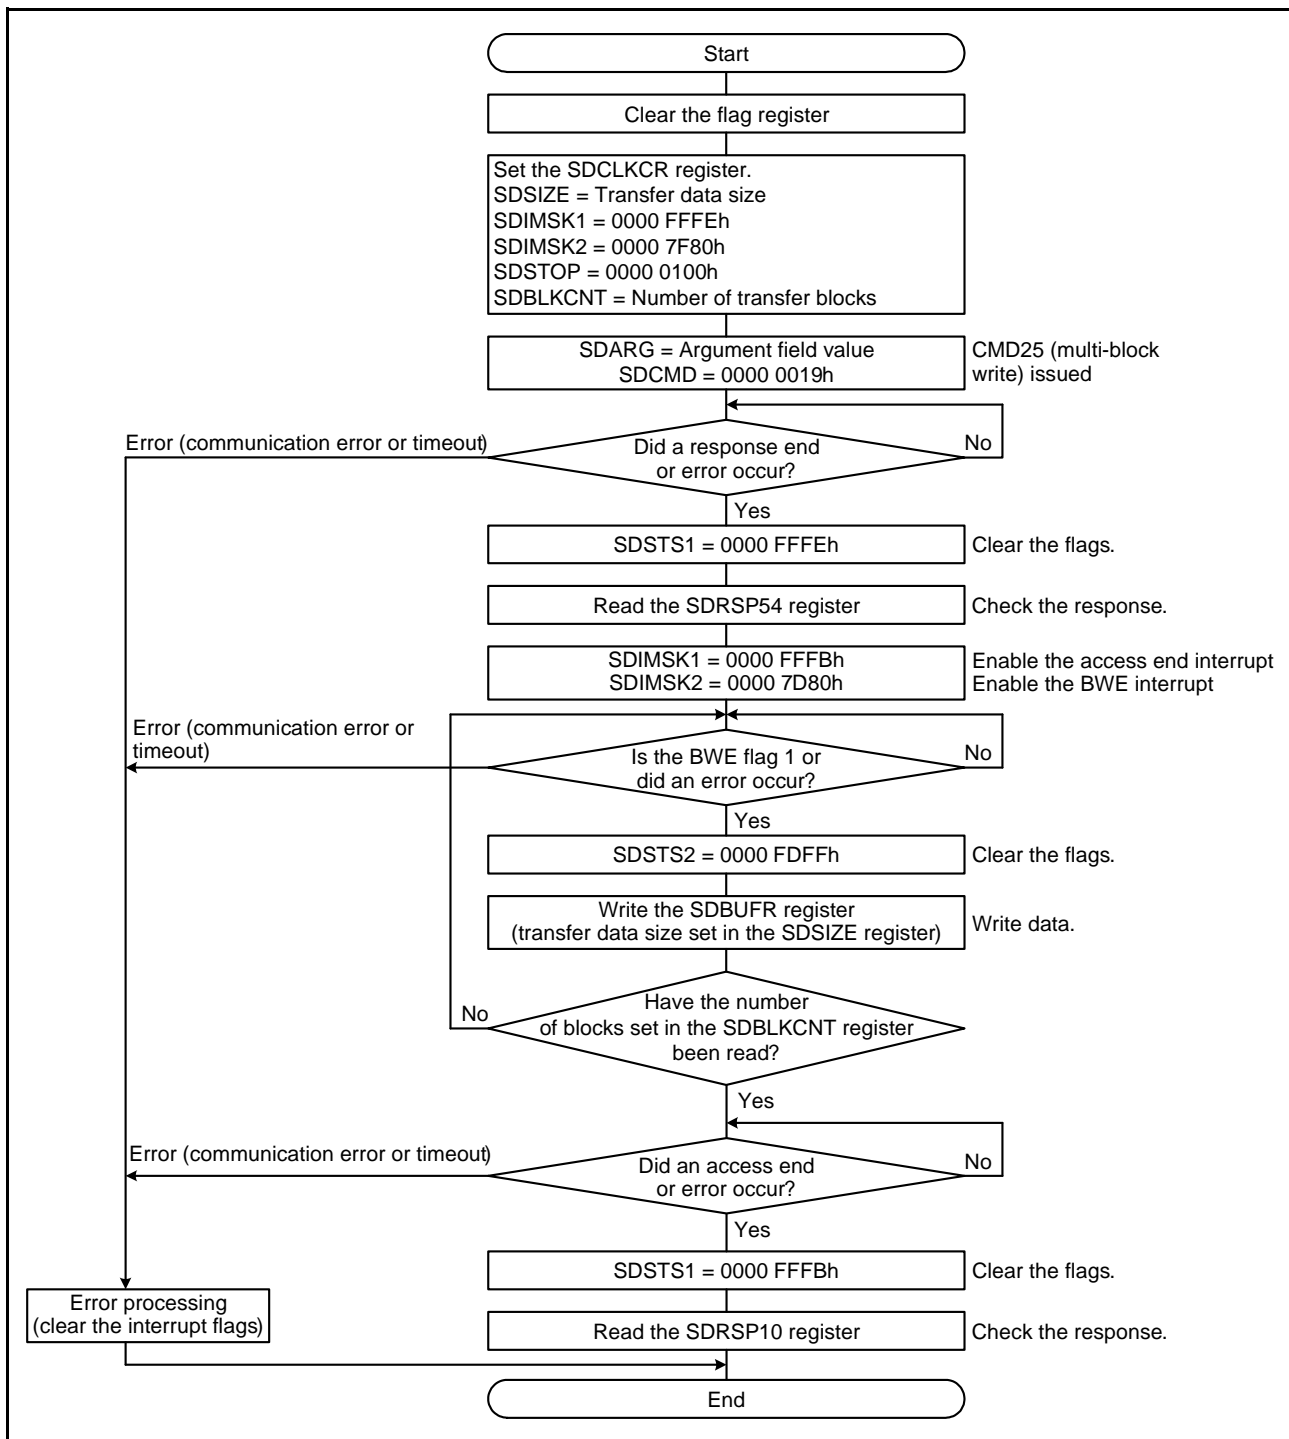 Start
Clear the flag register
Set the SDCLKCR register.
SDSIZE = Transfer data size
SDIMSK1 = 0000 FFFEh
SDIMSK2 = 0000 7F80h
SDSTOP = 0000 0100h
SDBLKCNT = Number of transfer blocks
SDARG = Argument field value
SDCMD = 0000 0019h
CMD25 (multi-block
write) issued
Error (communication error or timeout)
Did a response end
or error occur?
No
Yes
SDSTS1 = 0000 FFFEh
Clear the flags.
Read the SDRSP54 register
Check the response.
SDIMSK1 = 0000 FFFBh
SDIMSK2 = 0000 7D80h
Enable the access end interrupt
Enable the BWE interrupt
Error (communication error or
timeout)
Is the BWE flag 1 or
did an error occur?
No
Yes
SDSTS2 = 0000 FDFFh
Clear the flags.
Write the SDBUFR register
(transfer data size set in the SDSIZE register)
Write data.
No
Have the number
of blocks set in the SDBLKCNT register
been read?
Yes
Error (communication error or timeout)
Did an access end
or error occur?
No
Yes
SDSTS1 = 0000 FFFBh
Clear the flags.
Error processing
(clear the interrupt flags)
Read the SDRSP10 register
Check the response.
End